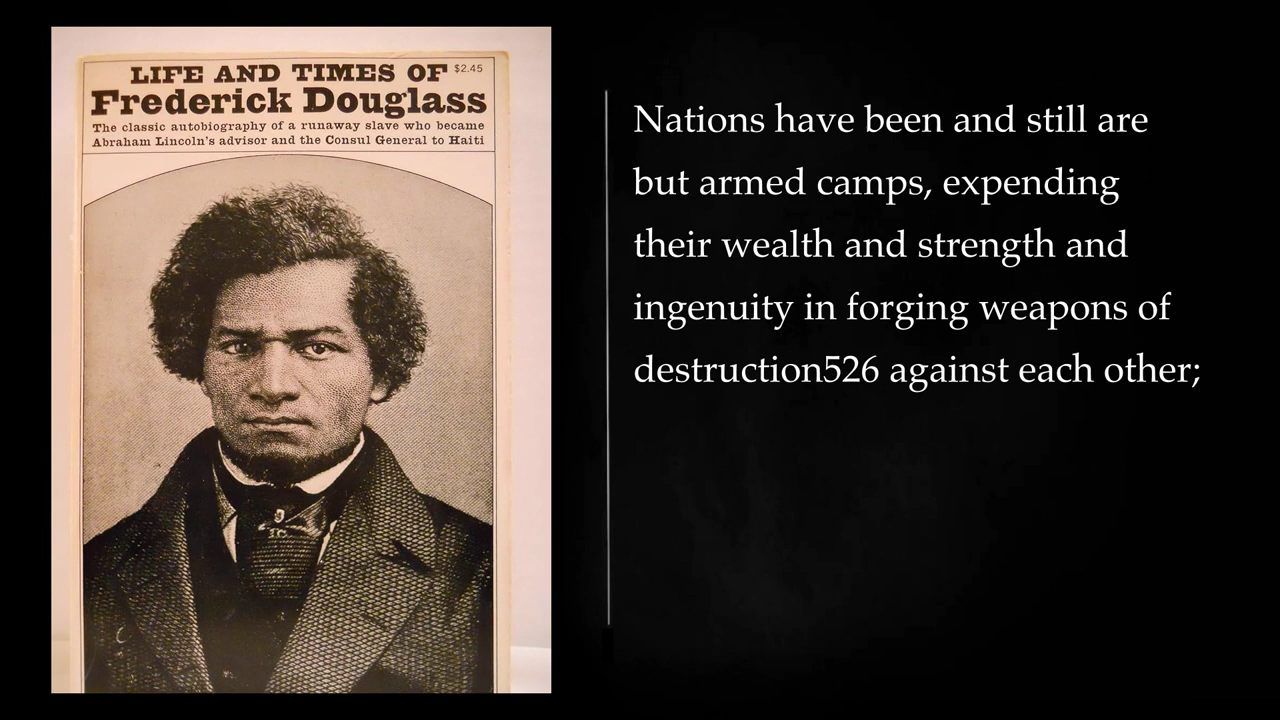 LIFE AND TIMES OF $2.45
Frederick Douglass
The classic autobiography of a runaway slave who became
Abraham Lincoln's advisor and the Consul General to Haiti
Nations have been and still are
but armed camps, expending
their wealth and strength and
ingenuity in forging weapons of
destruction526 against each other;